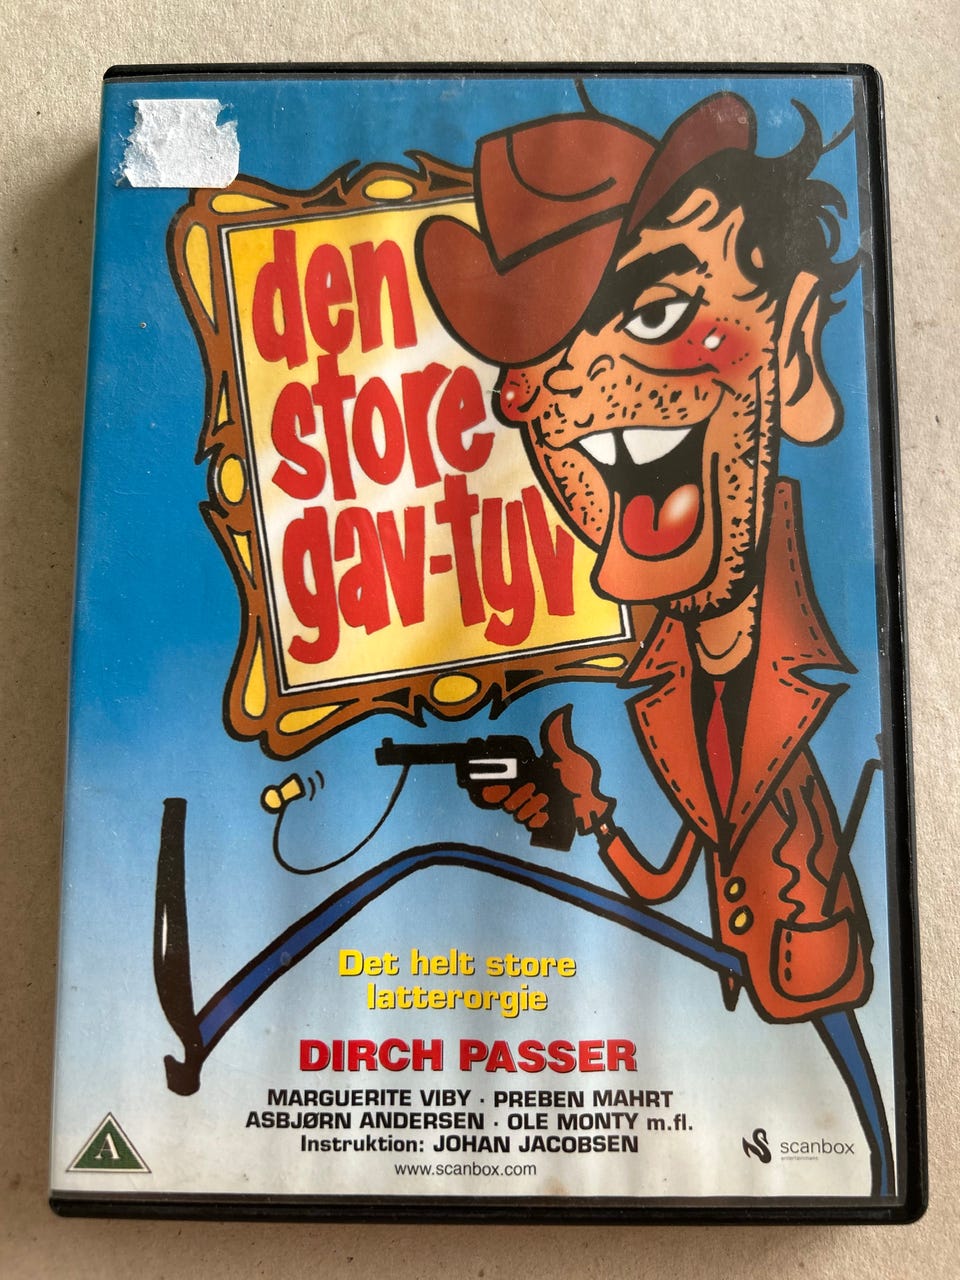 den
store
gav-tyv
Det helt store
latterorgie
DIRCH PASSER
MARGUERITE VIBY · PREBEN MAHRT
ASBJØRN ANDERSEN · OLE MONTY m.fl.
Instruktion: JOHAN JACOBSEN
www.scanbox.com
A
scanbox
entertainment